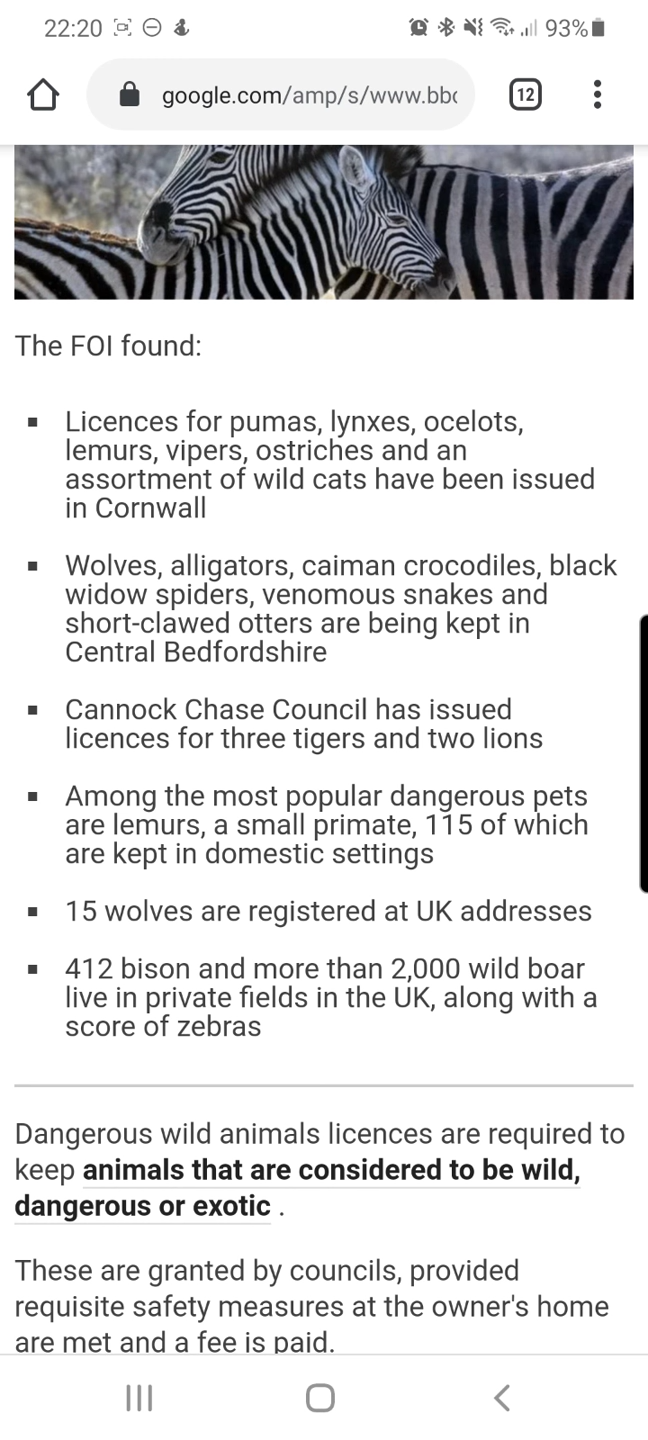 22:20
93%
google.com/amp/s/www.bbc
12
The FOI found:
▪ Licences for pumas, lynxes, ocelots,
lemurs, vipers, ostriches and an
assortment of wild cats have been issued
in Cornwall
▪ Wolves, alligators, caiman crocodiles, black
widow spiders, venomous snakes and
short-clawed otters are being kept in
Central Bedfordshire
▪ Cannock Chase Council has issued
licences for three tigers and two lions
▪ Among the most popular dangerous pets
are lemurs, a small primate, 115 of which
are kept in domestic settings
▪ 15 wolves are registered at UK addresses
▪ 412 bison and more than 2,000 wild boar
live in private fields in the UK, along with a
score of zebras
Dangerous wild animals licences are required to
keep animals that are considered to be wild,
dangerous or exotic .
These are granted by councils, provided
requisite safety measures at the owner's home
are met and a fee is paid.